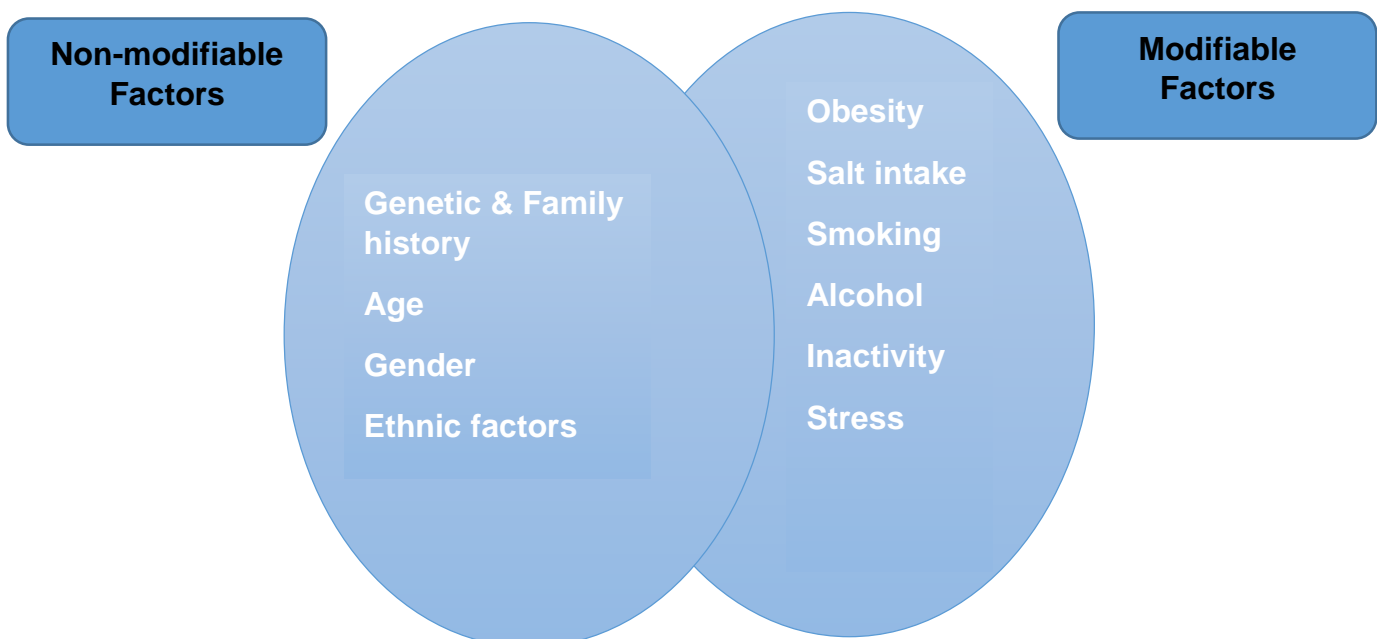 Non-modifiable
Factors
Modifiable
Factors
Genetic & Family
history
Age
Gender
Ethnic factors
Obesity
Salt intake
Smoking
Alcohol
Inactivity
Stress